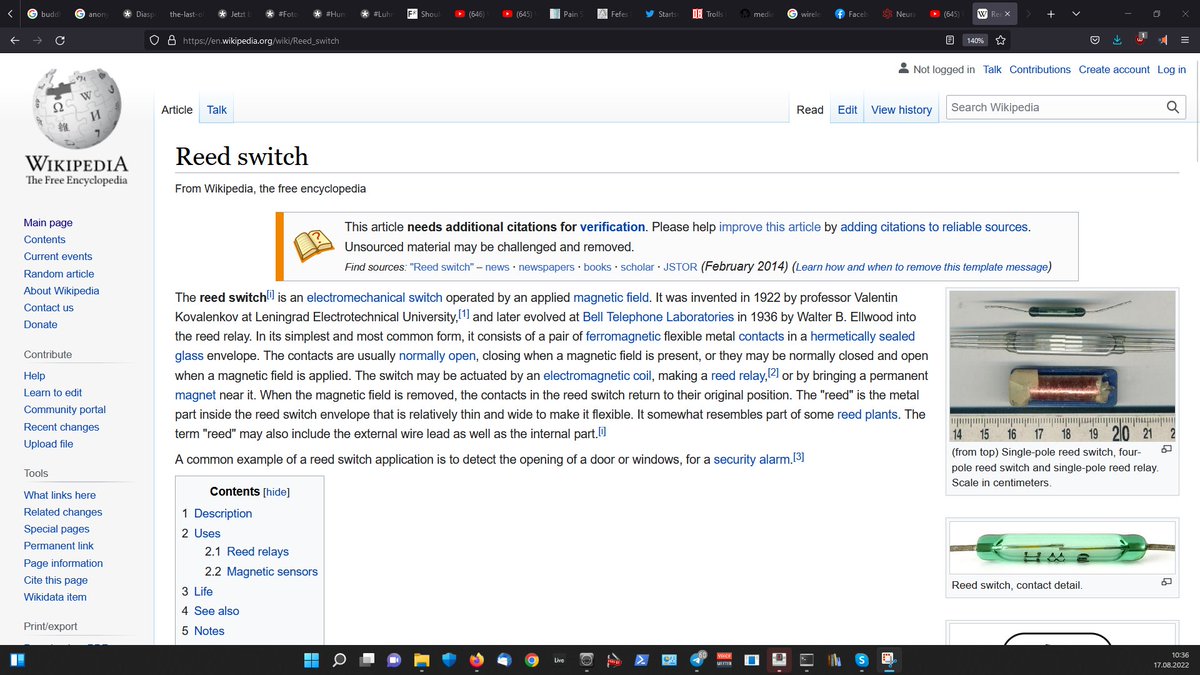 budd
anony
Diasp
the-last-o
Jetzt b
#Foto
#Hum
#Luhm
Shoul
(646)
(645)
Pain S
Fefes
Starts
Trolls
media
wirele
Faceb
Neura
(645)
Re
https://en.wikipedia.org/wiki/Reed_switch
140%
1
Not logged in Talk Contributions Create account Log in
WIKIPEDIA
The Free Encyclopedia
Article Talk
Read Edit View history
Search Wikipedia
Reed switch
From Wikipedia, the free encyclopedia
This article needs additional citations for verification. Please help improve this article by adding citations to reliable sources.
Unsourced material may be challenged and removed.
Find sources: "Reed switch" – news · newspapers · books · scholar · JSTOR (February 2014) (Learn how and when to remove this template message)
The reed switch[i] is an electromechanical switch operated by an applied magnetic field. It was invented in 1922 by professor Valentin
Kovalenkov at Leningrad Electrotechnical University,[1] and later evolved at Bell Telephone Laboratories in 1936 by Walter B. Ellwood into
the reed relay. In its simplest and most common form, it consists of a pair of ferromagnetic flexible metal contacts in a hermetically sealed
glass envelope. The contacts are usually normally open, closing when a magnetic field is present, or they may be normally closed and open
when a magnetic field is applied. The switch may be actuated by an electromagnetic coil, making a reed relay,[2] or by bringing a permanent
magnet near it. When the magnetic field is removed, the contacts in the reed switch return to their original position. The "reed" is the metal
part inside the reed switch envelope that is relatively thin and wide to make it flexible. It somewhat resembles part of some reed plants. The
term "reed" may also include the external wire lead as well as the internal part.[i]
A common example of a reed switch application is to detect the opening of a door or windows, for a security alarm.[3]
Contents [hide]
1 Description
2 Uses
2.1 Reed relays
2.2 Magnetic sensors
3 Life
4 See also
5 Notes
14 15 16 17 18 19 20 21 2
(from top) Single-pole reed switch, four-
pole reed switch and single-pole reed relay.
Scale in centimeters.
Reed switch, contact detail.
Main page
Contents
Current events
Random article
About Wikipedia
Contact us
Donate
Contribute
Help
Learn to edit
Community portal
Recent changes
Upload file
Tools
What links here
Related changes
Special pages
Permanent link
Page information
Cite this page
Wikidata item
Print/export
Live
60
10:36
17.08.2022